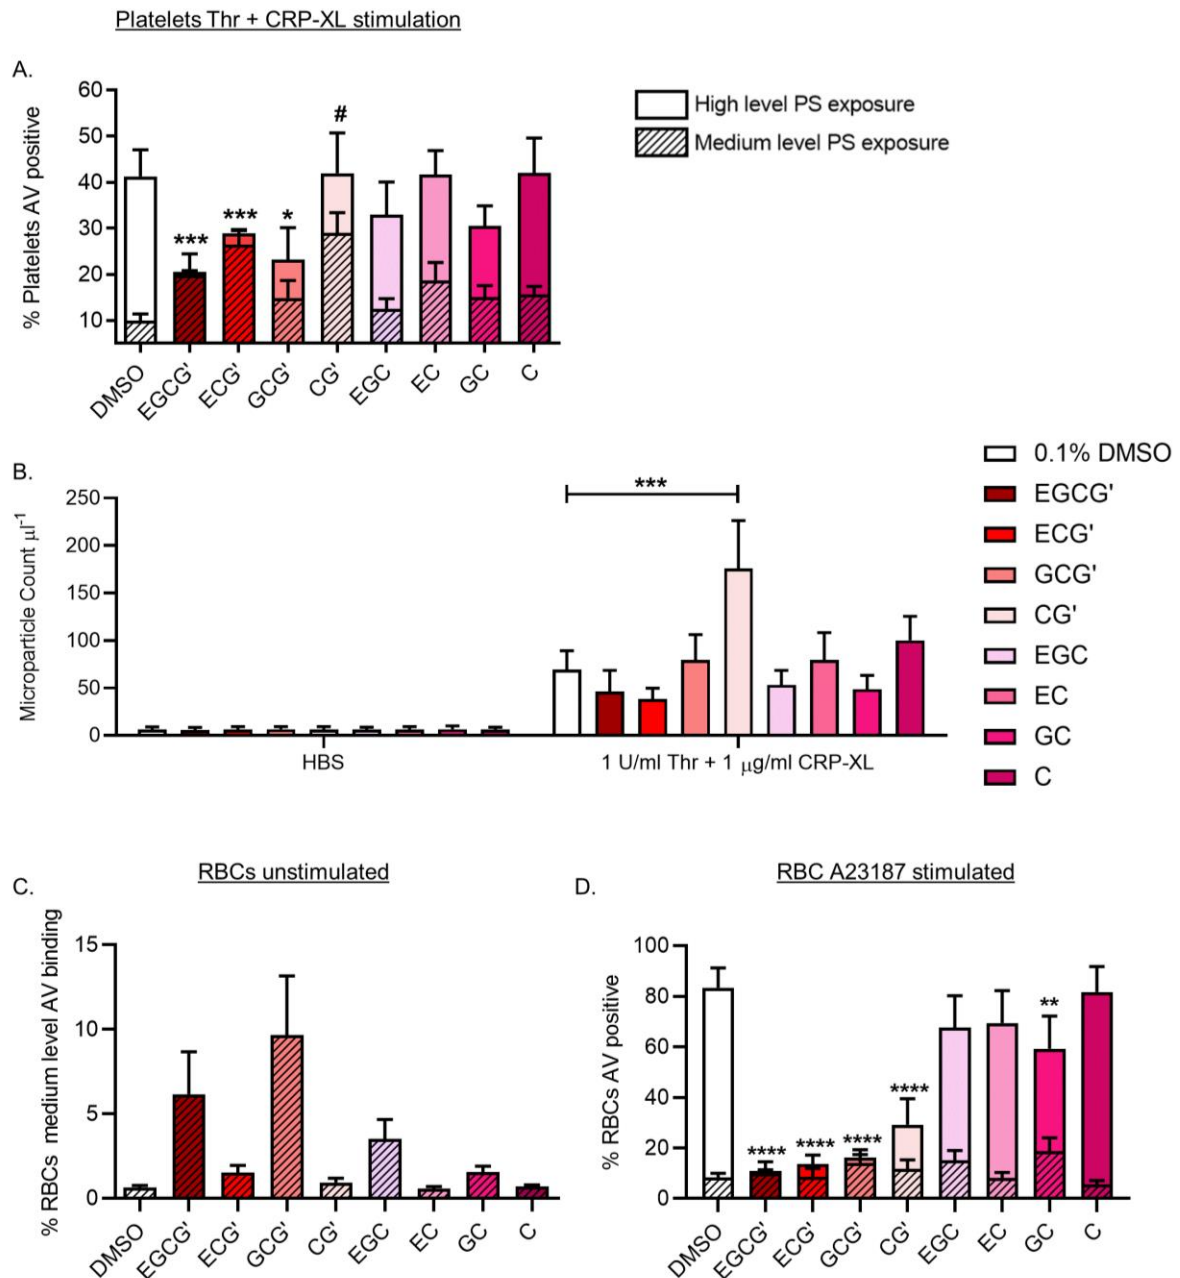 Platelets Thr + CRP-XL stimulation
A.
% Platelets AV positive
60
50
40
30
20
10
***
***
*
#
DMSO
EGCG'
ECG'
GCG'
CG'
EGC
EC
GC
C
High level PS exposure
Medium level PS exposure
B.
Microparticle Count µl⁻¹
250
200
150
100
50
0
***
HBS
1 U/ml Thr + 1 µg/ml CRP-XL
0.1% DMSO
EGCG'
ECG'
GCG'
CG'
EGC
EC
GC
C
RBCs unstimulated
C.
% RBCs medium level AV binding
15
10
5
0
DMSO
EGCG'
ECG'
GCG'
CG'
EGC
EC
GC
C
RBC A23187 stimulated
D.
% RBCs AV positive
100
80
60
40
20
0
****
****
****
****
**
DMSO
EGCG'
ECG'
GCG'
CG'
EGC
EC
GC
C